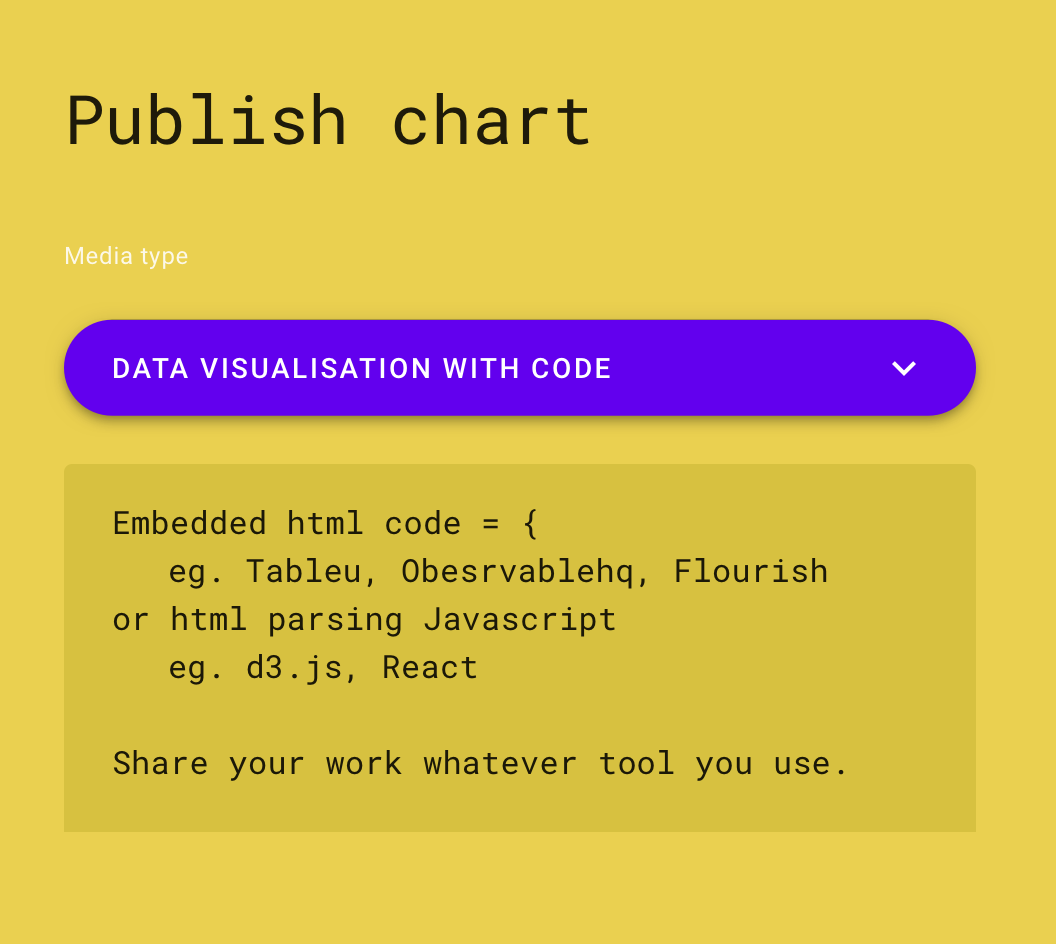 Publish chart
Media type
DATA VISUALISATION WITH CODE
Embedded html code = {
eg. Tableu, Obesrvablehq, Flourish
or html parsing Javascript
eg. d3.js, React
Share your work whatever tool you use.